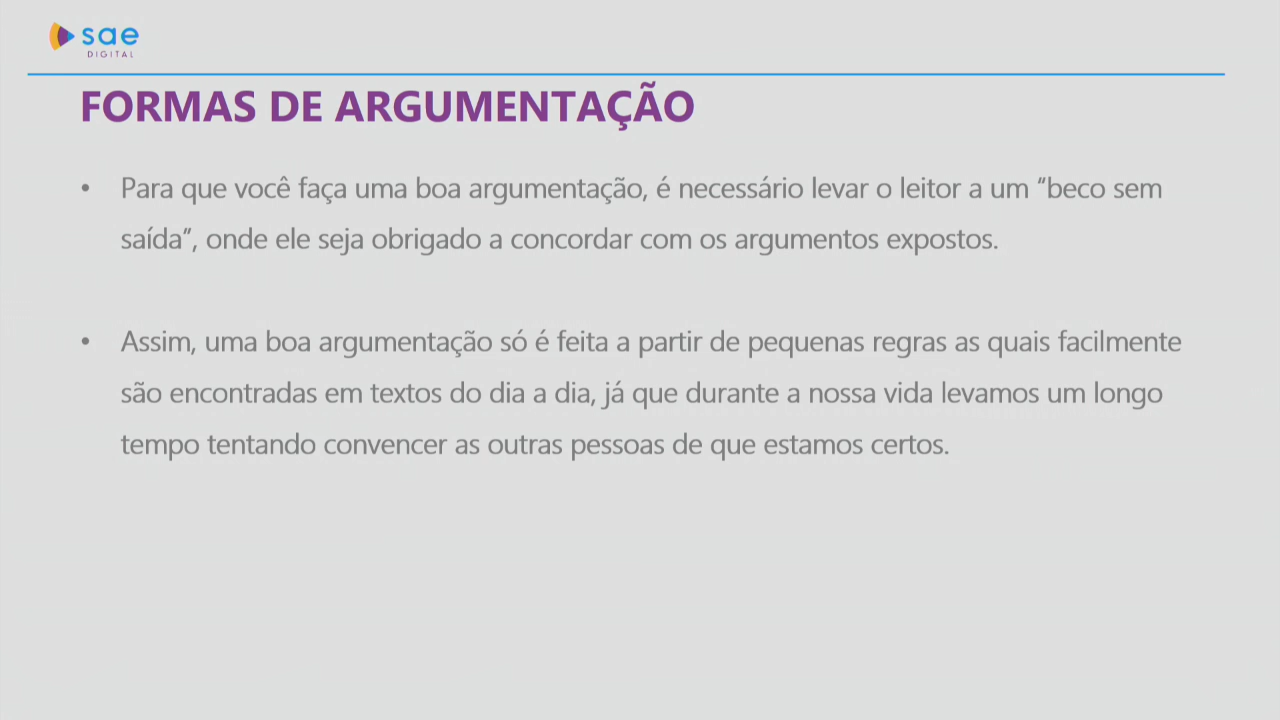 sae
DIGITAL
FORMAS DE ARGUMENTAÇÃO
• Para que você faça uma boa argumentação, é necessário levar o leitor a um “beco sem
saída”, onde ele seja obrigado a concordar com os argumentos expostos.
• Assim, uma boa argumentação só é feita a partir de pequenas regras as quais facilmente
são encontradas em textos do dia a dia, já que durante a nossa vida levamos um longo
tempo tentando convencer as outras pessoas de que estamos certos.